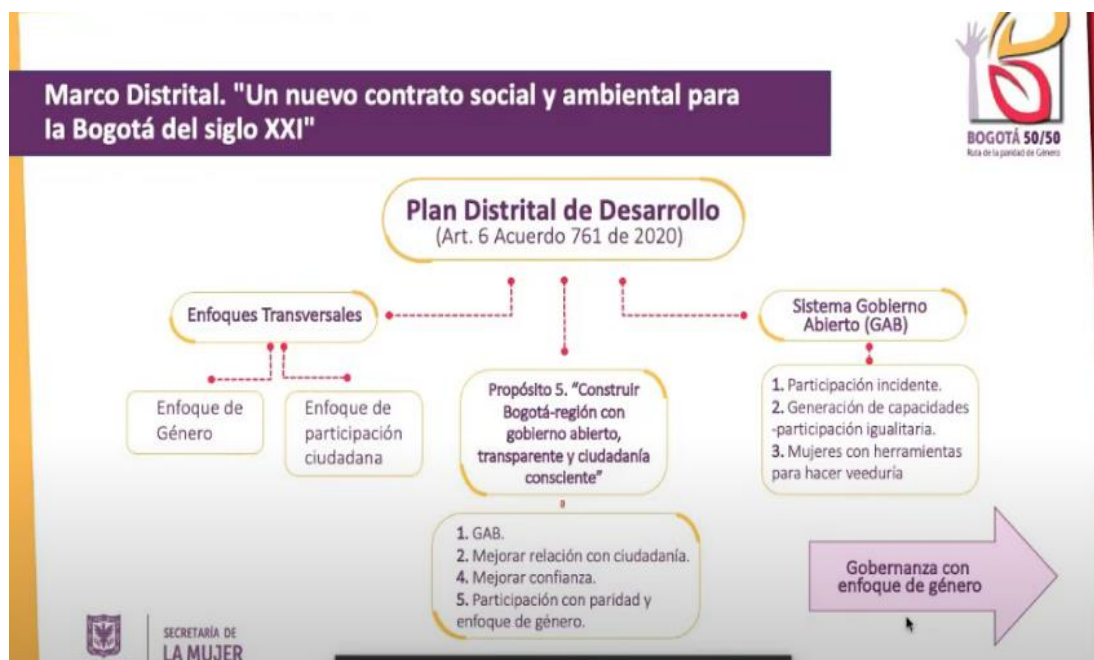 Marco Distrital. "Un nuevo contrato social y ambiental para
la Bogotá del siglo XXI"
BOGOTÁ 50/50
Ruta de la paridad de Género
Plan Distrital de Desarrollo
(Art. 6 Acuerdo 761 de 2020)
Enfoques Transversales
Enfoque de
Género
Enfoque de
participación
ciudadana
Propósito 5. "Construir
Bogotá-región con
gobierno abierto,
transparente y ciudadanía
consciente"
1. GAB.
2. Mejorar relación con ciudadanía.
4. Mejorar confianza.
5. Participación con paridad y
enfoque de género.
Sistema Gobierno
Abierto (GAB)
1. Participación incidente.
2. Generación de capacidades
-participación igualitaria.
3. Mujeres con herramientas
para hacer veeduría
Gobernanza con
enfoque de género
SECRETARÍA DE
LA MUJER